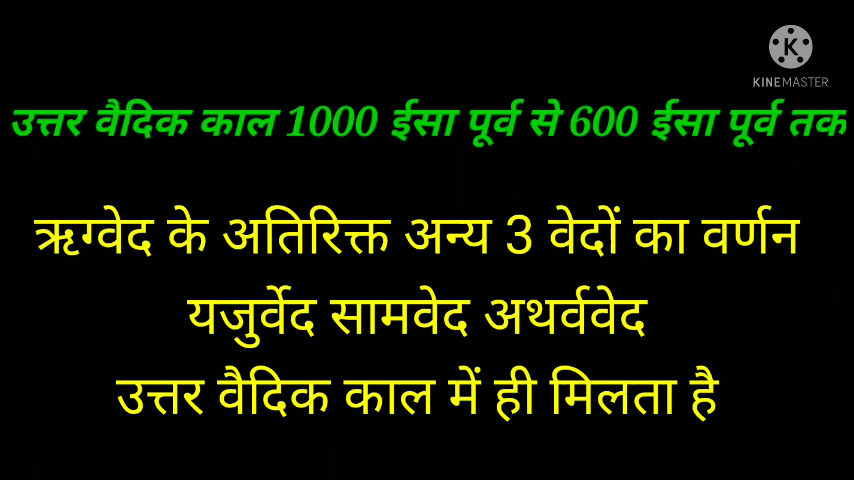 KINEMASTER
उत्तर वैदिक काल 1000 ईसा पूर्व से 600 ईसा पूर्व तक
ऋग्वेद के अतिरिक्त अन्य 3 वेदों का वर्णन
यजुर्वेद सामवेद अथर्ववेद
उत्तर वैदिक काल में ही मिलता है